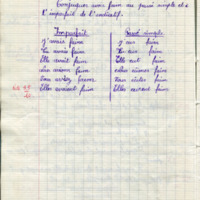 Conjuguer avoir faim au passé simple et à
l'imparfait de l'indicatif.
Imparfait Passé simple
J'avais faim J'eus faim
Tu avais faim Tu eus faim
Elle avait faim Elle eut faim
Nous avions faim Nous eûmes faim
Vous aviez faim Vous eûtes faim
Elles avaient faim Elles eurent faim